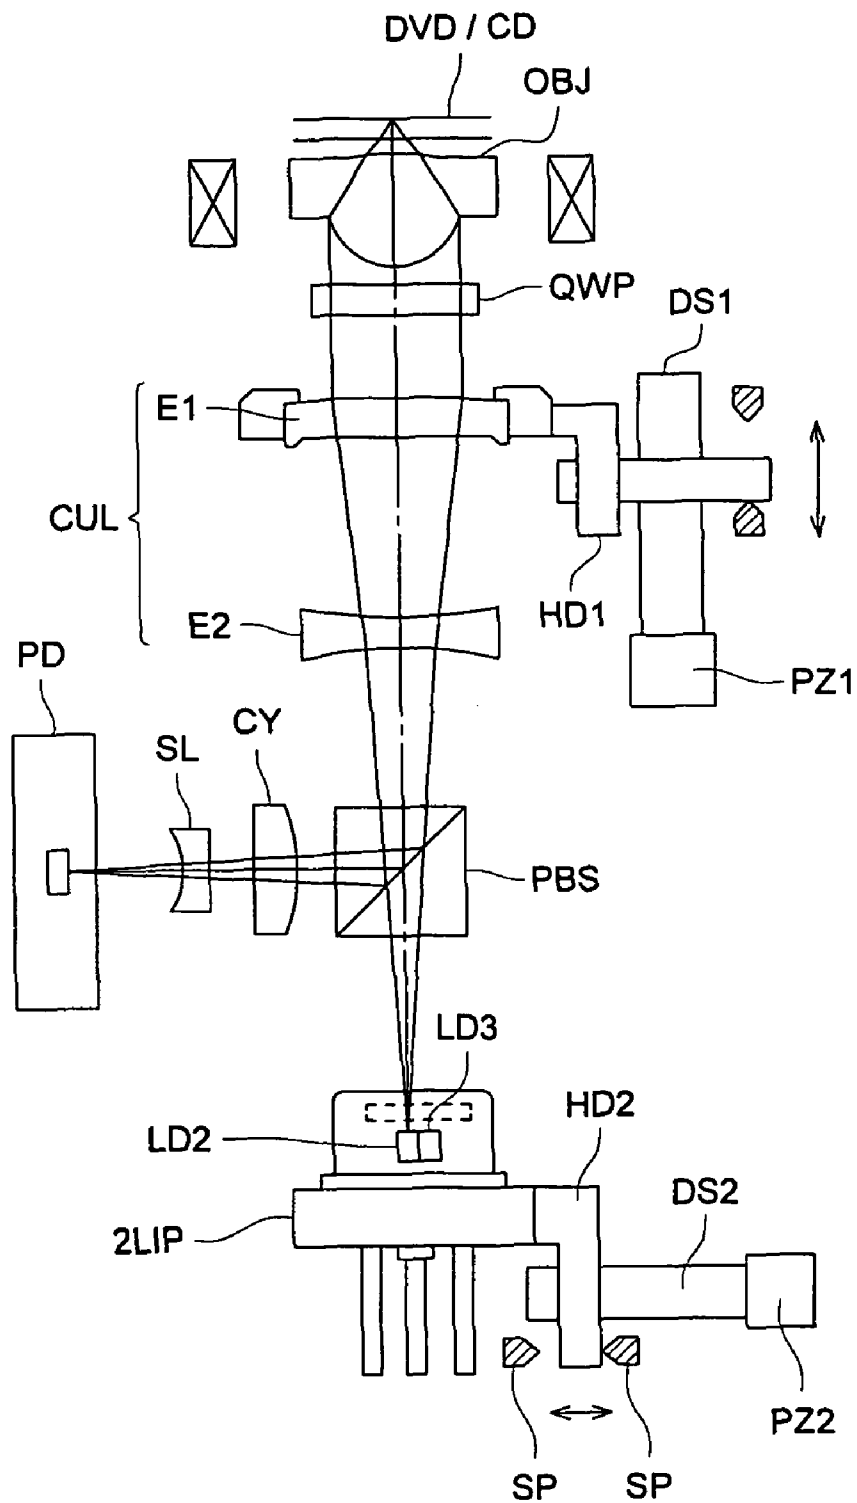 DVD / CD
OBJ
QWP
DS1
E1
CUL
HD1
E2
PZ1
PD
SL
CY
PBS
LD3
LD2
HD2
2LIP
DS2
PZ2
SP
SP